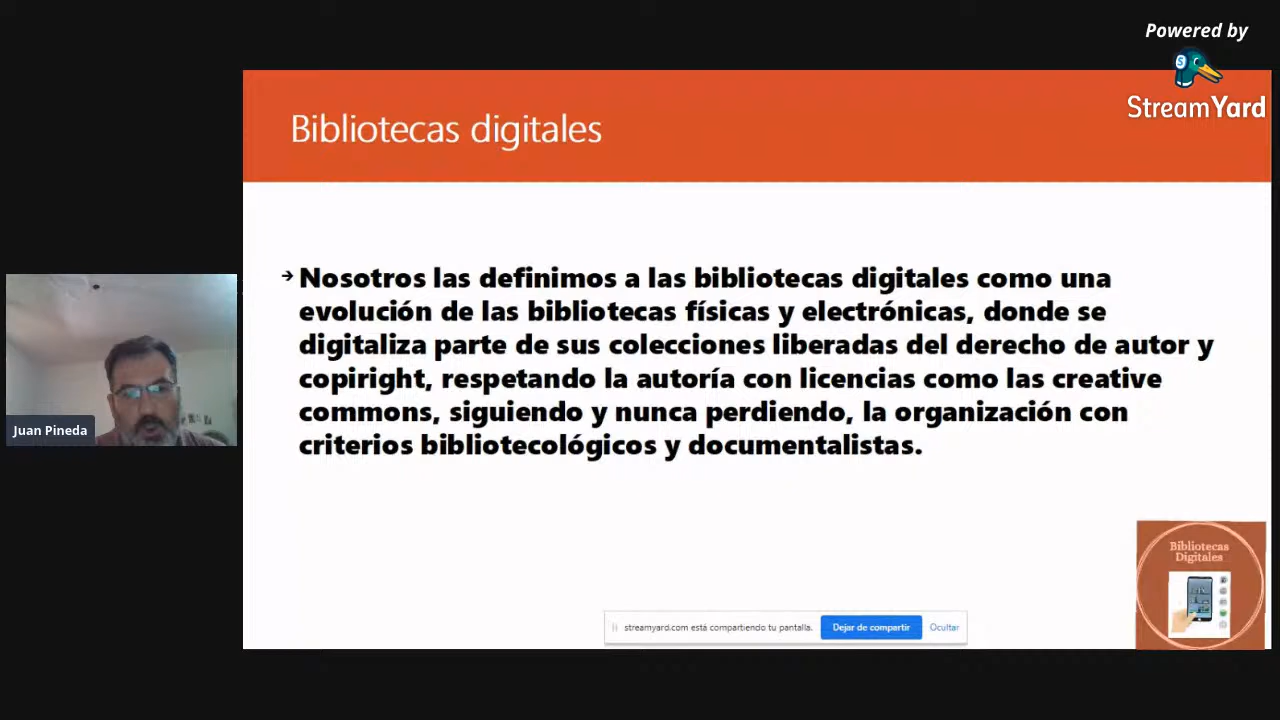 Powered by
StreamYard
Bibliotecas digitales
Nosotros las definimos a las bibliotecas digitales como una
evolución de las bibliotecas físicas y electrónicas, donde se
digitaliza parte de sus colecciones liberadas del derecho de autor y
copiright, respetando la autoría con licencias como las creative
commons, siguiendo y nunca perdiendo, la organización con
criterios bibliotecológicos y documentalistas.
Juan Pineda
Bibliotecas
Digitales
streamyard.com está compartiendo tu pantalla.
Dejar de compartir
Ocultar